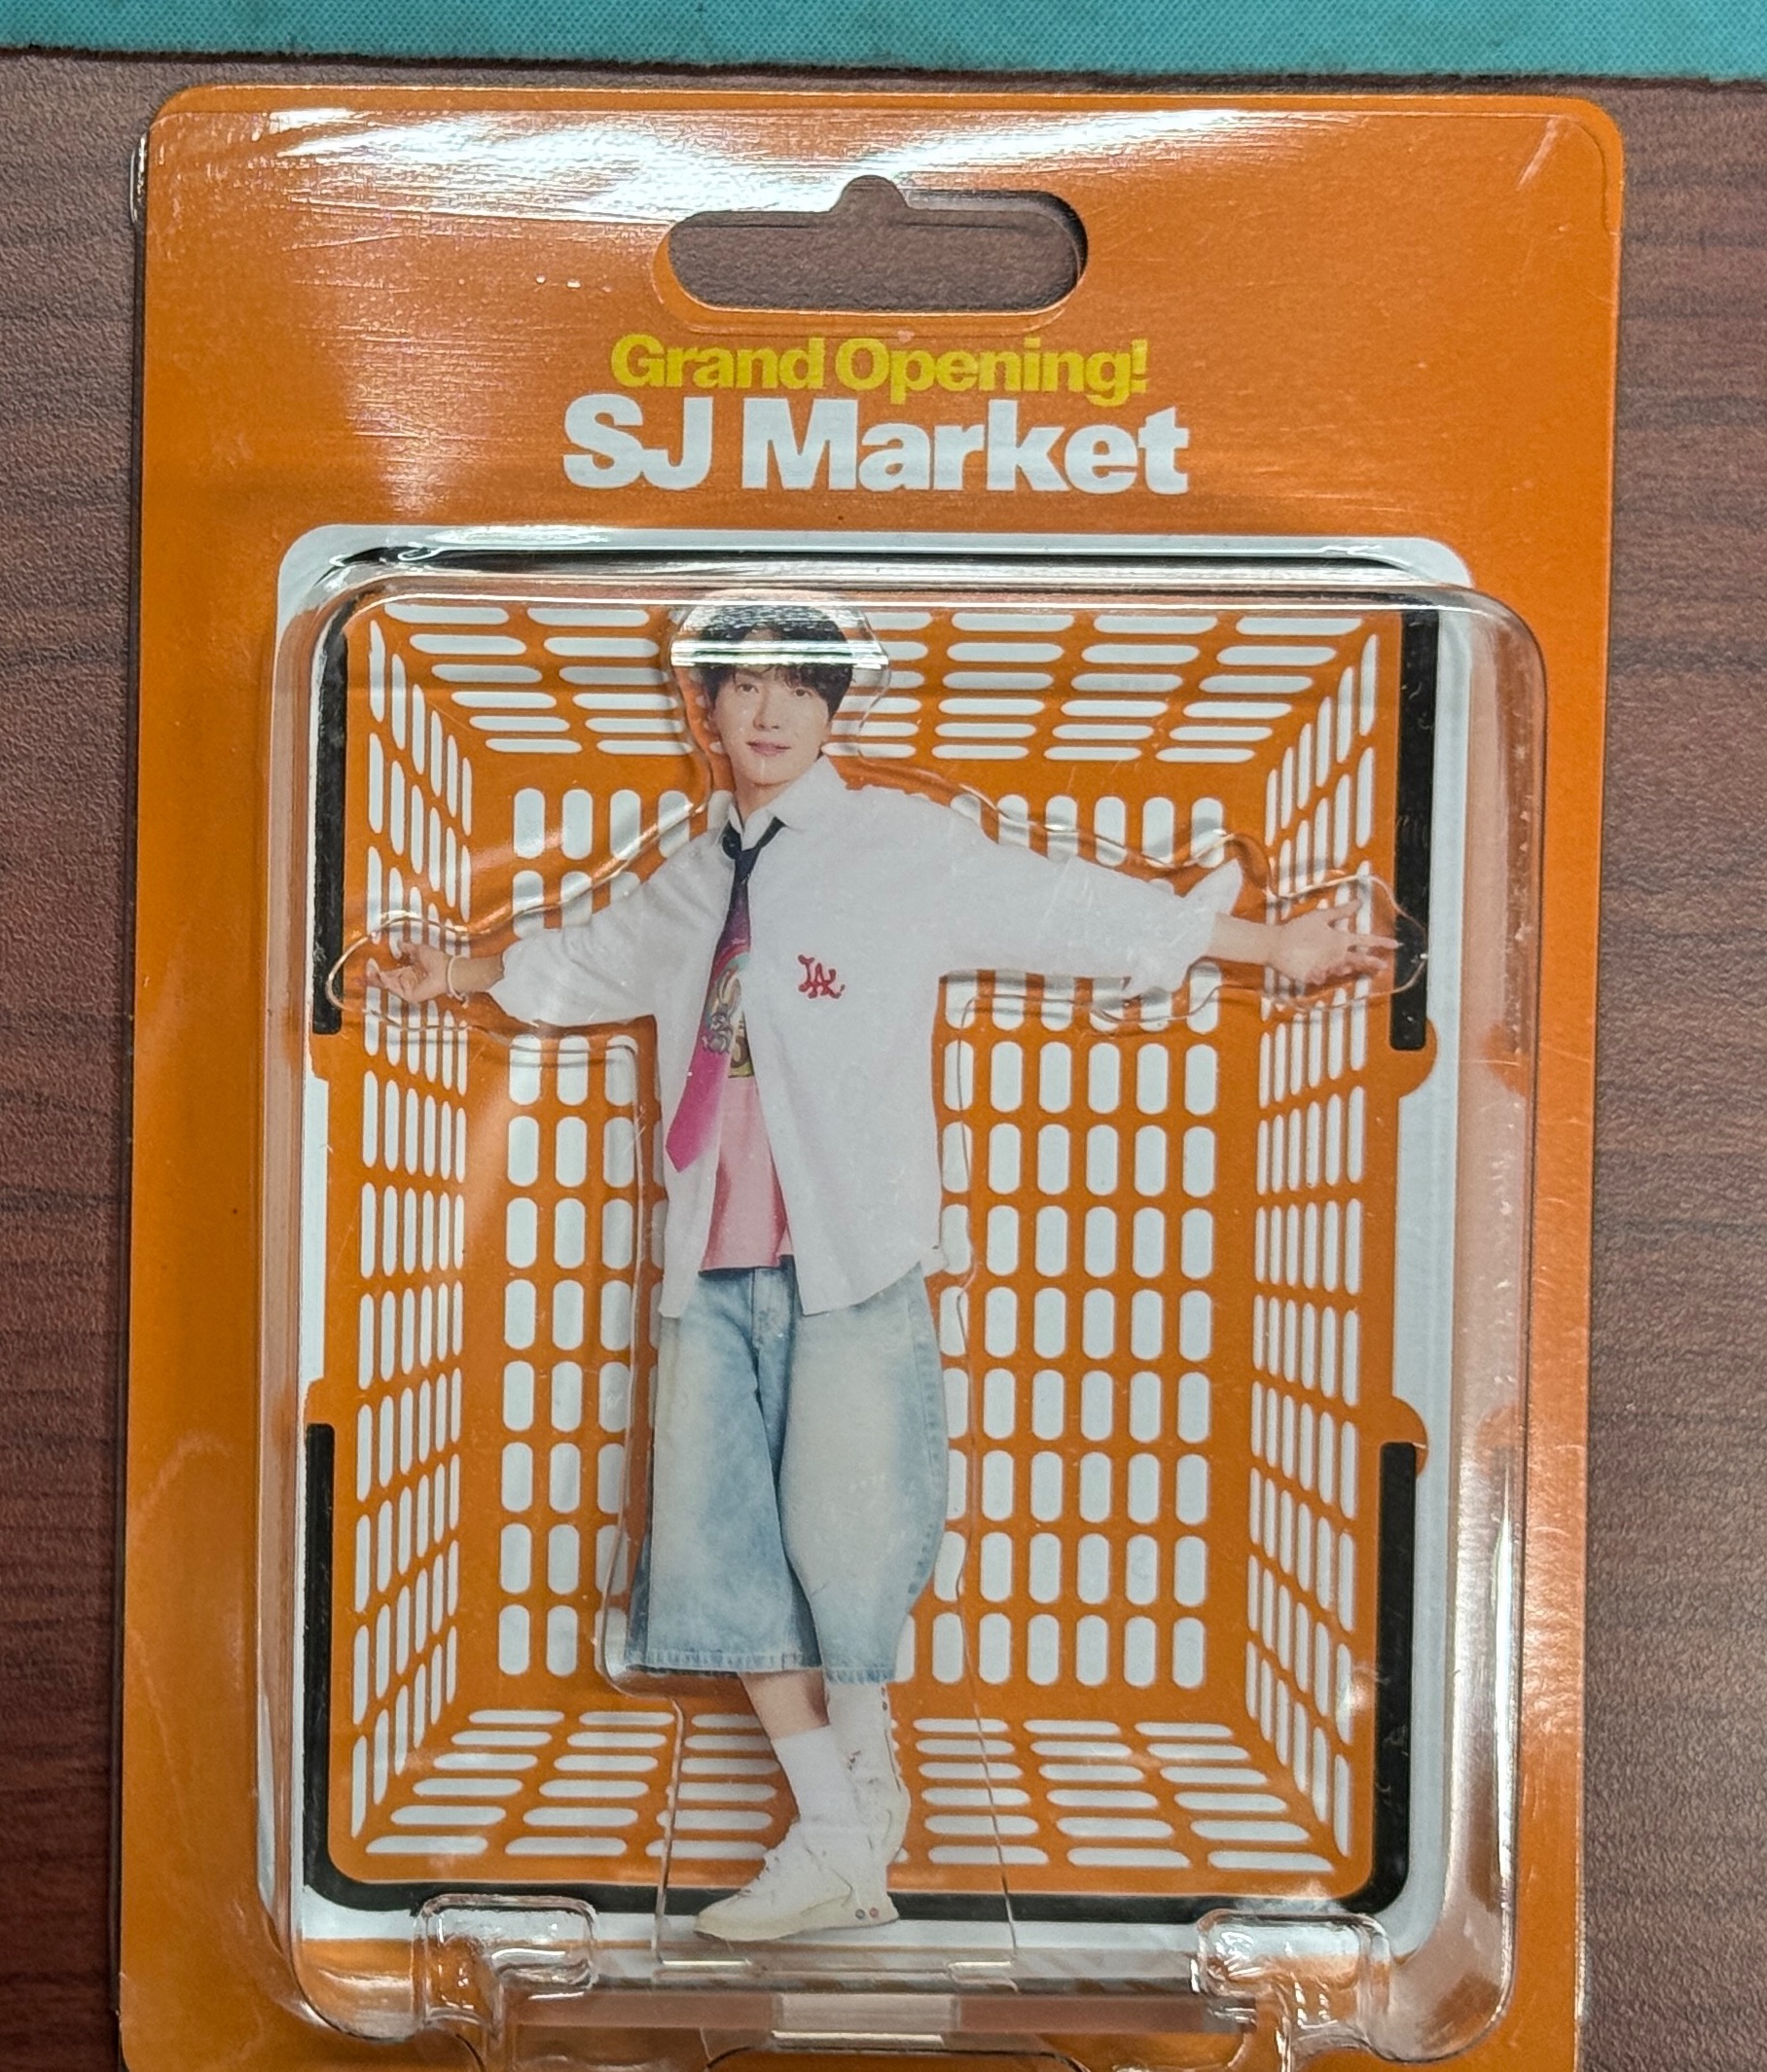 Grand Opening!
SJ Market